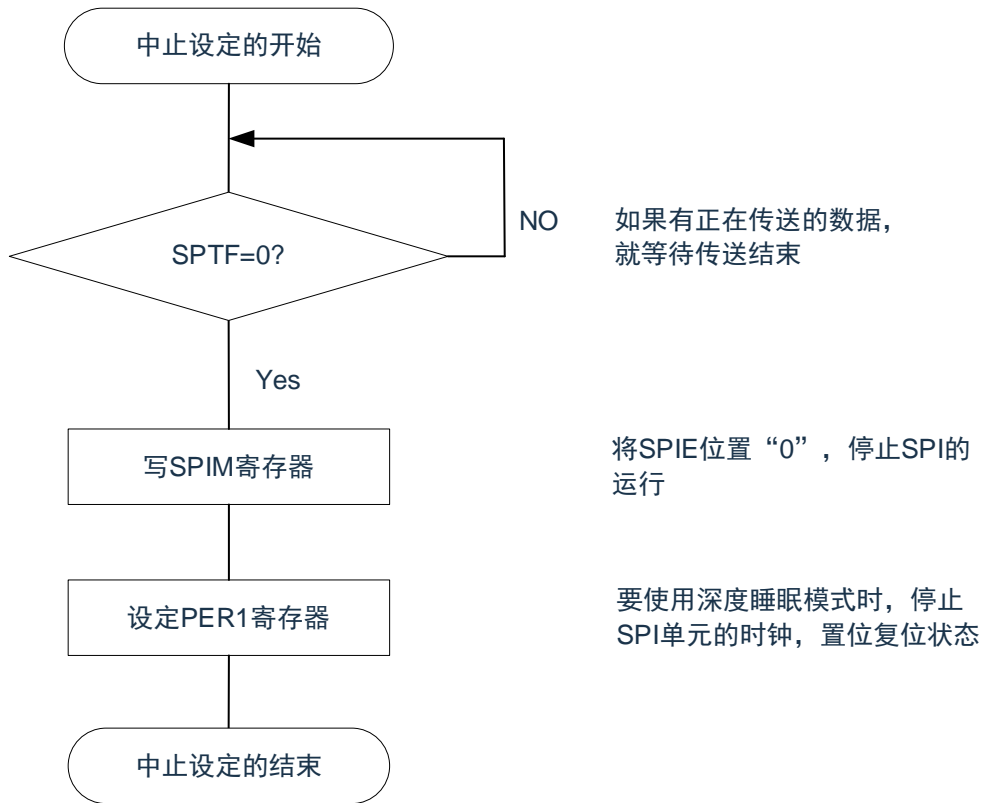 中止设定的开始
SPTF=0?
NO
如果有正在传送的数据，
就等待传送结束
Yes
写SPIM寄存器
将SPIE位置“0”，停止SPI的
运行
设定PER1寄存器
要使用深度睡眠模式时，停止
SPI单元的时钟，置位复位状态
中止设定的结束